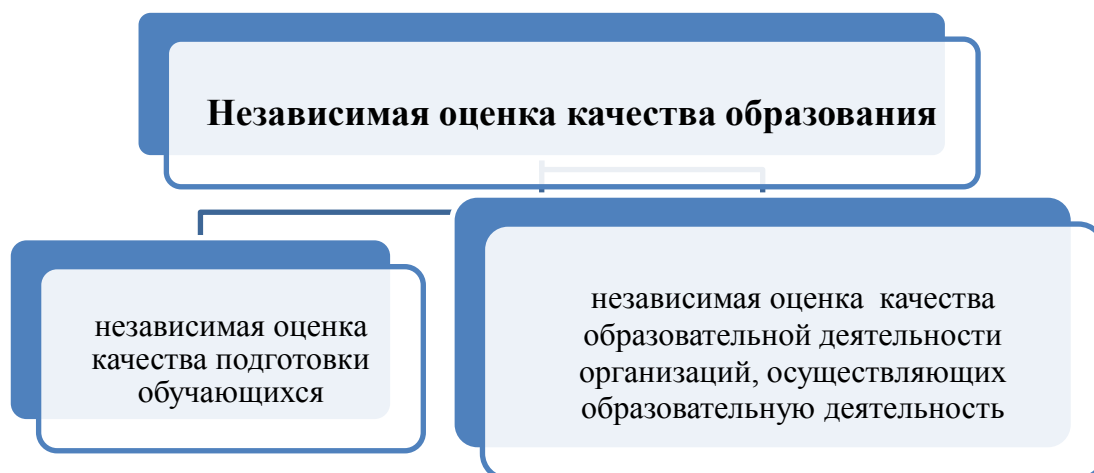 Независимая оценка качества образования
независимая оценка
качества подготовки
обучающихся
независимая оценка качества
образовательной деятельности
организаций, осуществляющих
образовательную деятельность